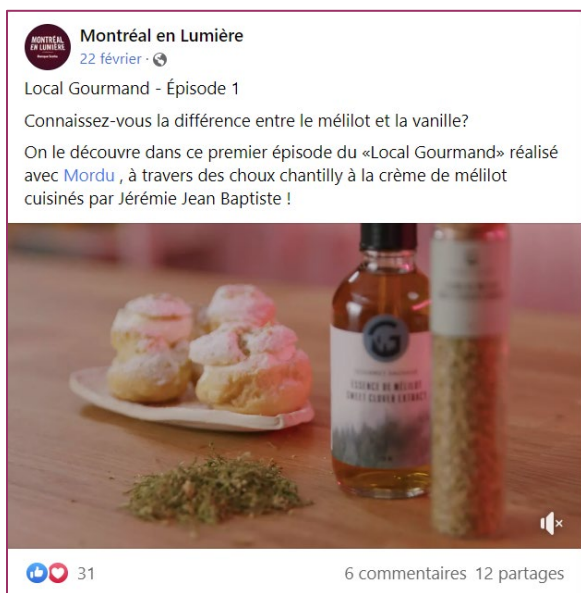 MONTRÉAL
EN LUMIÈRE
Montréal en Lumière
22 février
Local Gourmand - Épisode 1
Connaissez-vous la différence entre le mélilot et la vanille?
On le découvre dans ce premier épisode du «Local Gourmand» réalisé
avec Mordu , à travers des choux chantilly à la crème de mélilot
cuisinés par Jérémie Jean Baptiste !
ESSENCE DE MÉLILOT
SWEET CLOVER EXTRACT
31
6 commentaires 12 partages